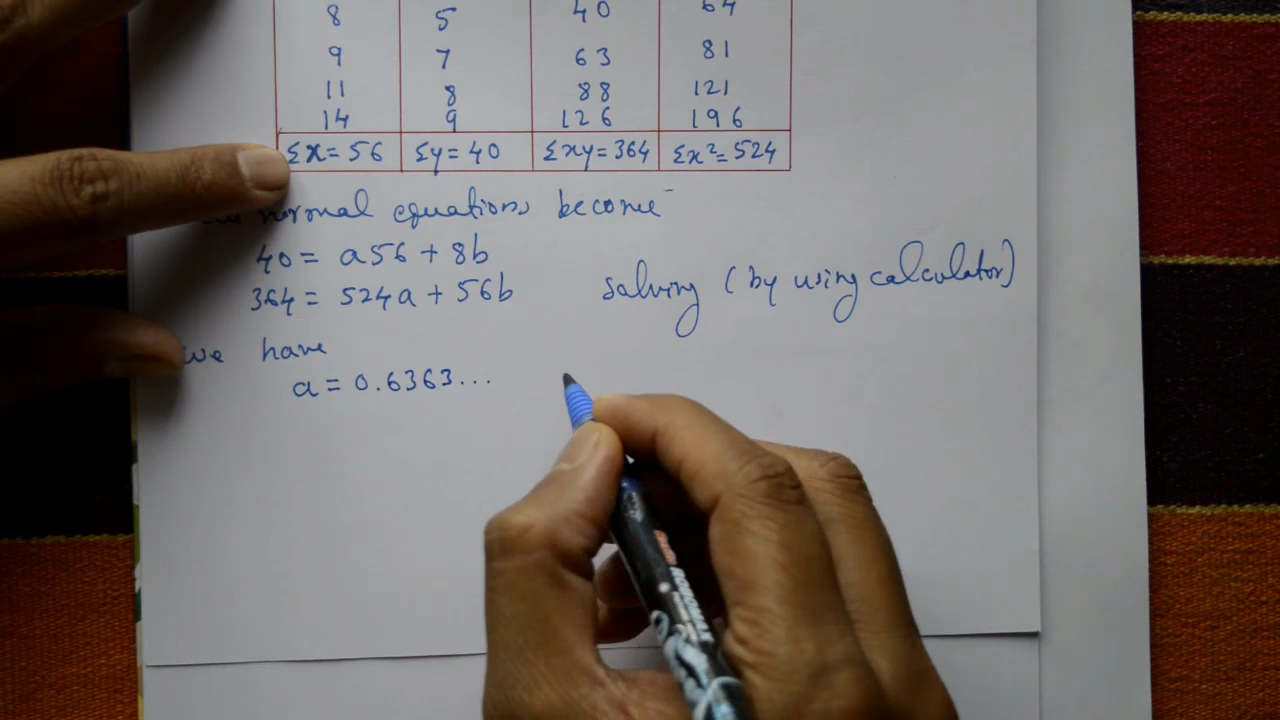 8 5 40 64
9 7 63 81
11 8 88 121
14 9 126 196
Σx=56 Σy=40 Σxy=364 Σx²=524
normal equations become
40 = a56 + 8b
364 = 524a + 56b
solving (by using calculator)
we have
a = 0.6363...